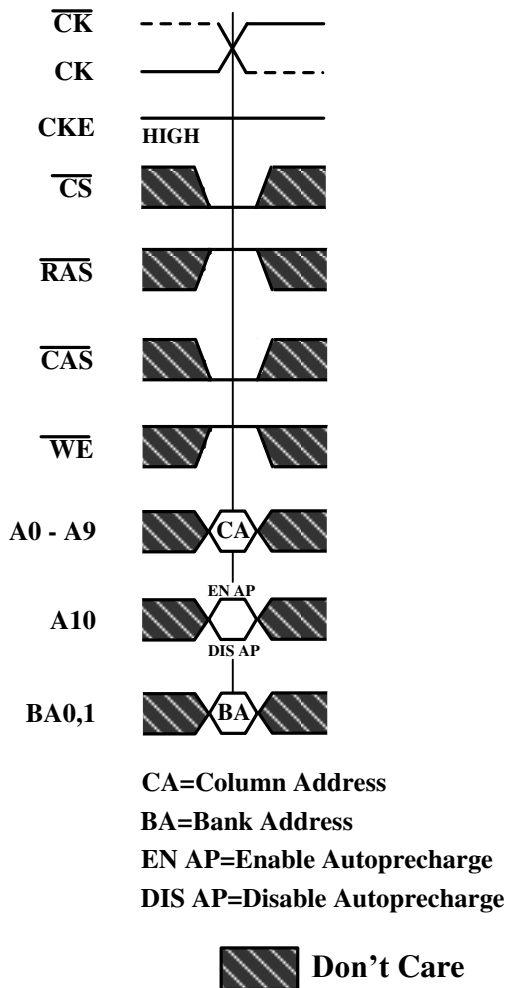 CK
CK
CKE
HIGH
CS
RAS
CAS
WE
A0 - A9
CA
EN AP
A10
DIS AP
BA0,1
BA
CA=Column Address
BA=Bank Address
EN AP=Enable Autoprecharge
DIS AP=Disable Autoprecharge
Don't Care